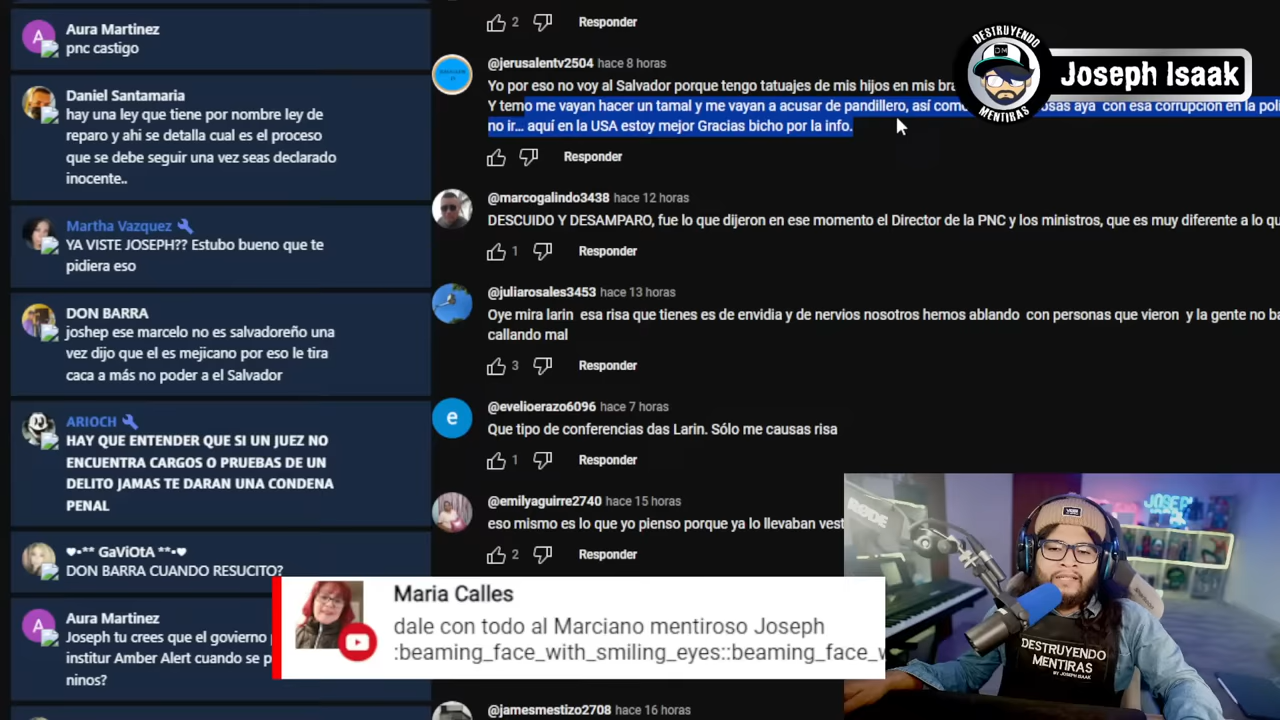 Aura Martinez
pnc castigo
Daniel Santamaria
hay una ley que tiene por nombre ley de
reparo y ahi se detalla cual es el proceso
que se debe seguir una vez seas declarado
inocente..
Martha Vazquez
YA VISTE JOSEPH?? Estubo bueno que te
pidiera eso
DON BARRA
joshep ese marcelo no es salvadoreño una
vez dijo que el es mejicano por eso le tira
caca a más no poder a el Salvador
ARIOCH
HAY QUE ENTENDER QUE SI UN JUEZ NO
ENCUENTRA CARGOS O PRUEBAS DE UN
DELITO JAMAS TE DARAN UNA CONDENA
PENAL
♥•** GaViOtA **•♥
DON BARRA CUANDO RESUCITO?
Aura Martinez
Joseph tu crees que el govierno
institur Amber Alert cuando se p
ninos?
2 Responder
@jerusalentv2504 hace 8 horas
Yo por eso no voy al Salvador porque tengo tatuajes de mis hijos en mis bra
Y temo me vayan hacer un tamal y me vayan a acusar de pandillero, así com osas aya con esa corrupción en la poli
no ir... aquí en la USA estoy mejor Gracias bicho por la info.
Responder
@marcogalindo3438 hace 12 horas
DESCUIDO Y DESAMPARO, fue lo que dijeron en ese momento el Director de la PNC y los ministros, que es muy diferente a lo qu
1 Responder
@juliarosales3453 hace 13 horas
Oye mira larin esa risa que tienes es de envidia y de nervios nosotros hemos ablando con personas que vieron y la gente no ba
callando mal
3 Responder
e
@evelioerazo6096 hace 7 horas
Que tipo de conferencias das Larin. Sólo me causas risa
1 Responder
@emilyaguirre2740 hace 15 horas
eso mismo es lo que yo pienso porque ya lo llevaban vest
2 Responder
@jamesmestizo2708 hace 16 horas
Maria Calles
dale con todo al Marciano mentiroso Joseph
:beaming_face_with_smiling_eyes::beaming_face_w
DESTRUYENDO
DM
MENTIRAS
Joseph Isaak
RØDE
JOSEPH
DESTRUYENDO
MENTIRAS
BY JOSEPH ISAAK